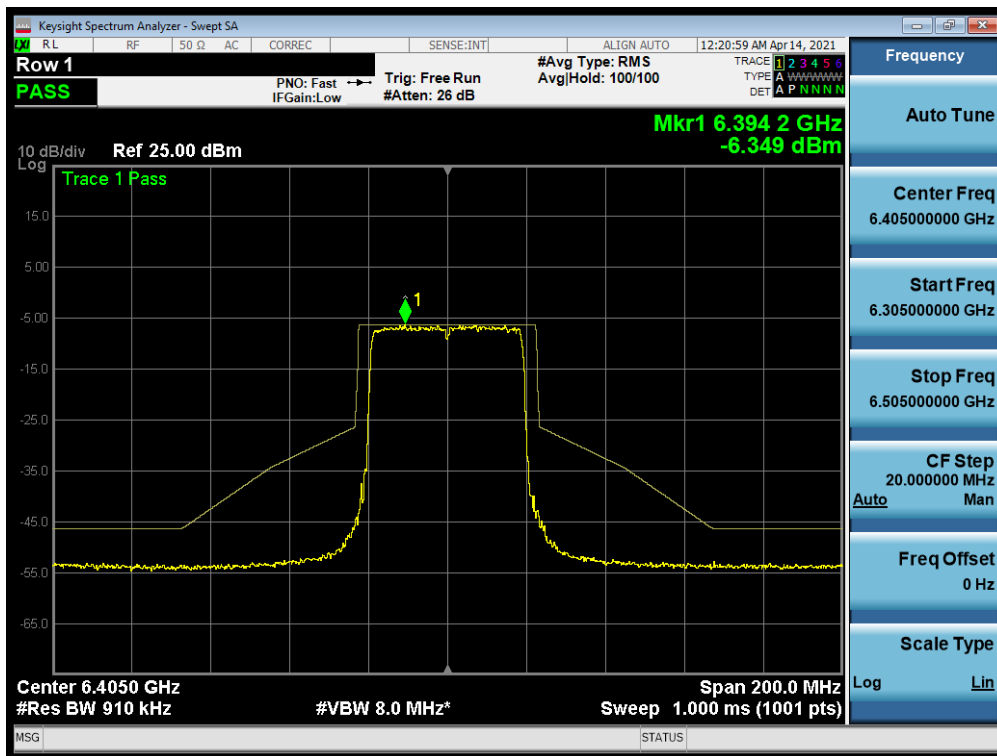 Keysight Spectrum Analyzer - Swept SA
LXI RL RF 50 Ω AC CORREC SENSE:INT ALIGN AUTO 12:20:59 AM Apr 14, 2021
Row 1
PASS
PNO: Fast
IFGain:Low
Trig: Free Run
#Atten: 26 dB
#Avg Type: RMS
Avg|Hold: 100/100
TRACE 1 2 3 4 5 6
TYPE A WWWWW
DET A P N N N N
Mkr1 6.394 2 GHz
-6.349 dBm
10 dB/div Ref 25.00 dBm
Log
Trace 1 Pass
1
15.0
5.00
-5.00
-15.0
-25.0
-35.0
-45.0
-55.0
-65.0
Center 6.4050 GHz Span 200.0 MHz
#Res BW 910 kHz #VBW 8.0 MHz* Sweep 1.000 ms (1001 pts)
MSG STATUS
Frequency
Auto Tune
Center Freq
6.405000000 GHz
Start Freq
6.305000000 GHz
Stop Freq
6.505000000 GHz
CF Step
20.000000 MHz
Auto Man
Freq Offset
0 Hz
Scale Type
Log Lin